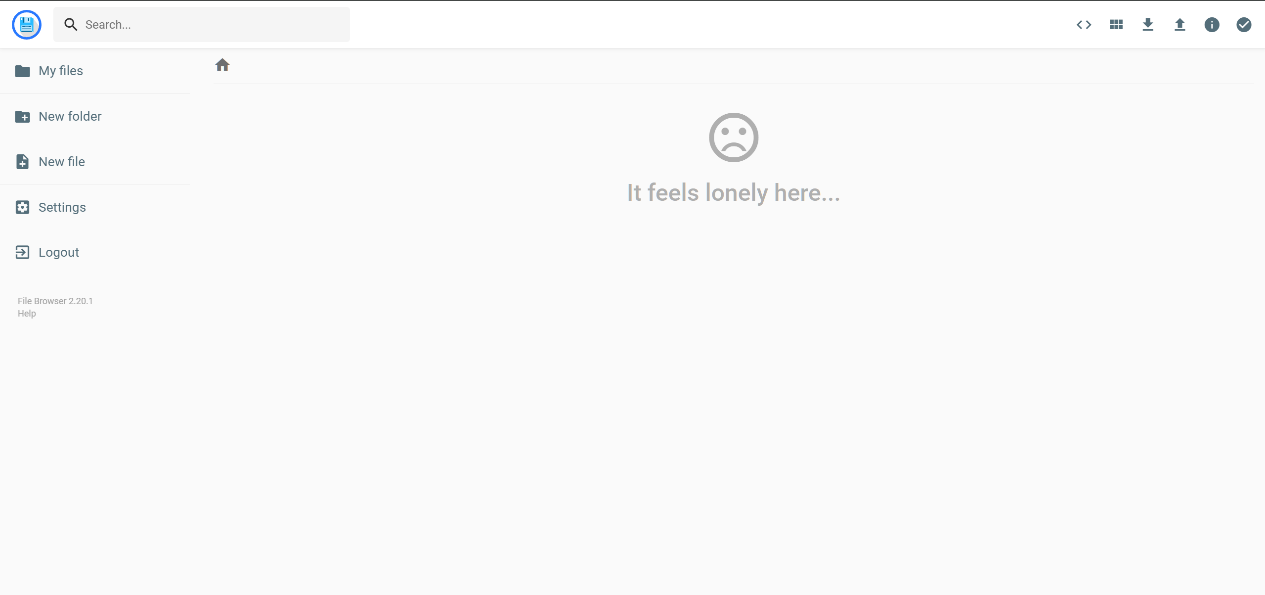 Search...
My files
New folder
New file
Settings
Logout
File Browser 2.20.1
Help
It feels lonely here...